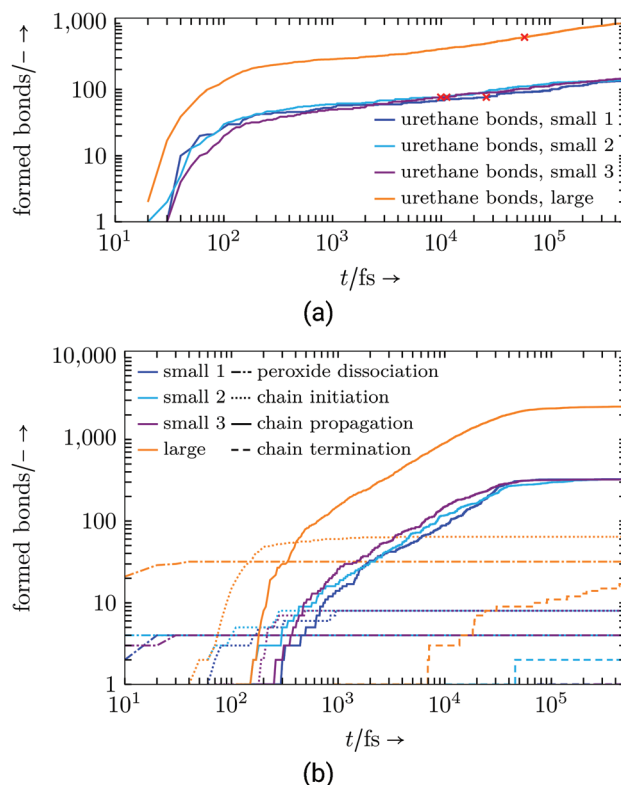 1,000
100
10
1
formed bonds/− →
urethane bonds, small 1
urethane bonds, small 2
urethane bonds, small 3
urethane bonds, large
10¹ 10² 10³ 10⁴ 10⁵
t/fs →
(a)
10,000
1,000
100
10
1
formed bonds/− →
small 1 peroxide dissociation
small 2 chain initiation
small 3 chain propagation
large chain termination
10¹ 10² 10³ 10⁴ 10⁵
t/fs →
(b)